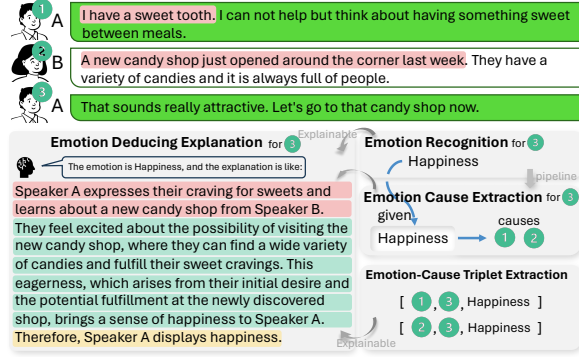 1
A
I have a sweet tooth. I can not help but think about having something sweet
between meals.
2
B
A new candy shop just opened around the corner last week. They have a
variety of candies and it is always full of people.
3
A
That sounds really attractive. Let's go to that candy shop now.
Emotion Deducing Explanation for 3
Explainable
The emotion is Happiness, and the explanation is like:
Speaker A expresses their craving for sweets and
learns about a new candy shop from Speaker B.
They feel excited about the possibility of visiting the
new candy shop, where they can find a wide variety
of candies and fulfill their sweet cravings. This
eagerness, which arises from their initial desire and
the potential fulfillment at the newly discovered
shop, brings a sense of happiness to Speaker A.
Therefore, Speaker A displays happiness.
Explainable
Emotion Recognition for 3
Happiness
pipeline
Emotion Cause Extraction for 3
given
causes
Happiness
1 2
Emotion-Cause Triplet Extraction
[ 1 , 3 , Happiness ]
[ 2 , 3 , Happiness ]